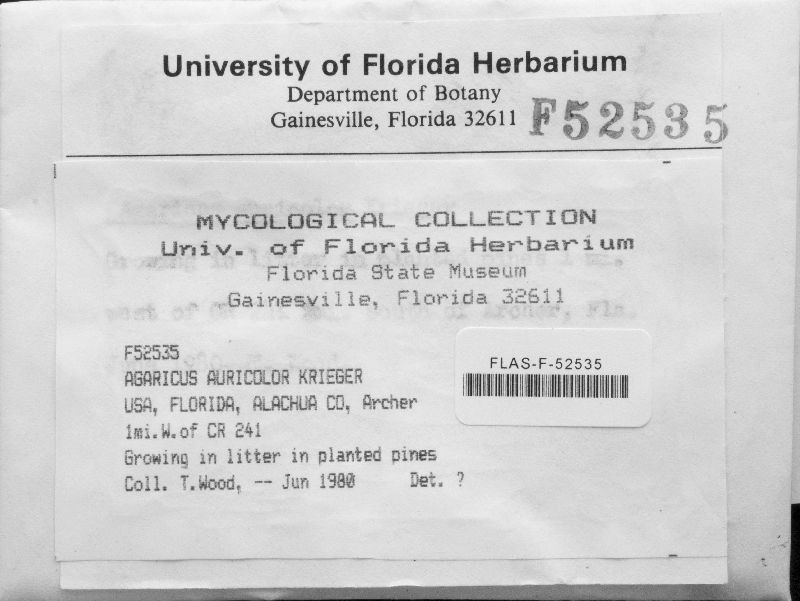 University of Florida Herbarium
Department of Botany
Gainesville, Florida 32611 F52535
MYCOLOGICAL COLLECTION
Univ. of Florida Herbarium
Florida State Museum
Gainesville, Florida 32611
F52535
AGARICUS AURICOLOR KRIEGER
USA, FLORIDA, ALACHUA CO, Archer
1mi.W.of CR 241
Growing in litter in planted pines
Coll. T.Wood, -- Jun 1980 Det. ?
FLAS-F-52535